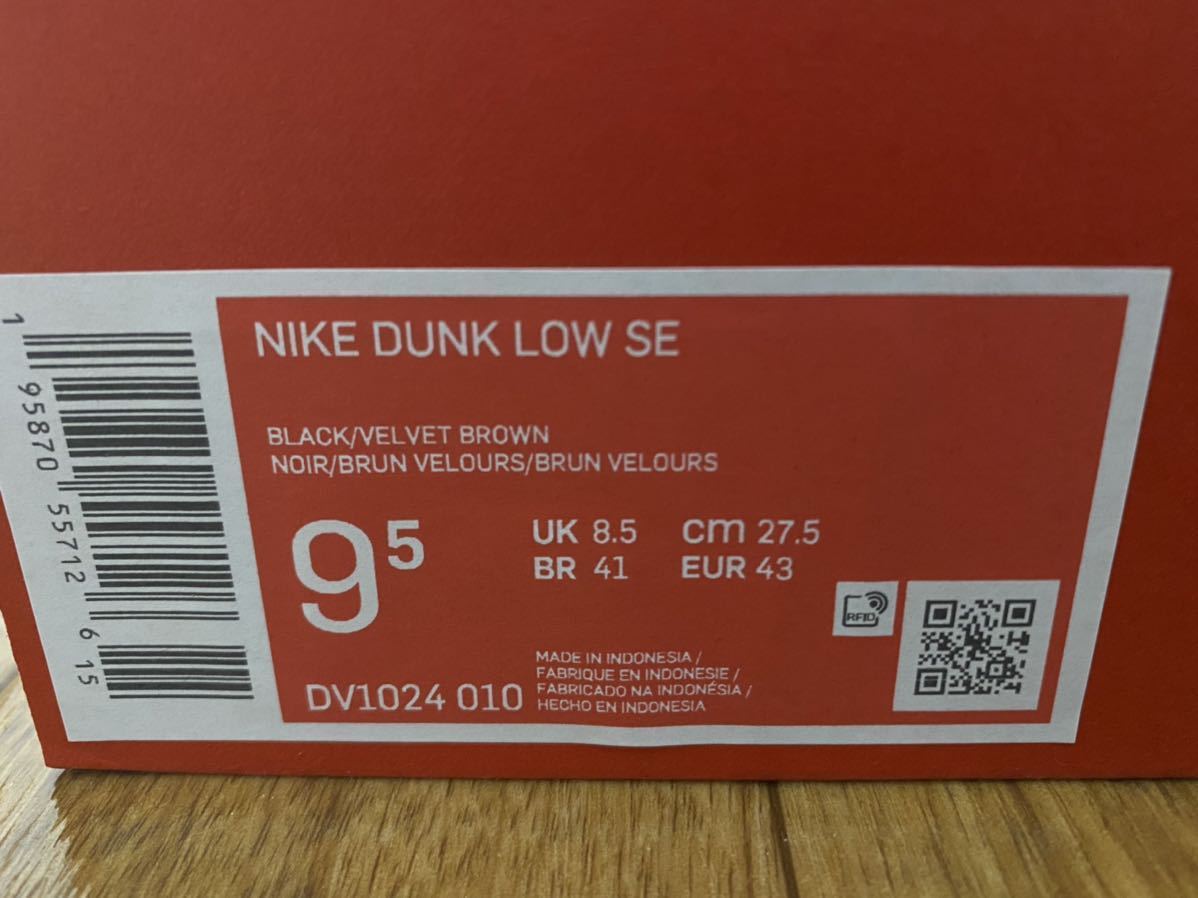 NIKE DUNK LOW SE
BLACK/VELVET BROWN
NOIR/BRUN VELOURS/BRUN VELOURS
9 5
UK 8.5 cm 27.5
BR 41 EUR 43
DV1024 010
MADE IN INDONESIA /
FABRIQUE EN INDONESIE /
FABRICADO NA INDONÉSIA /
HECHO EN INDONESIA
RFID
1 95870 55712 6 15